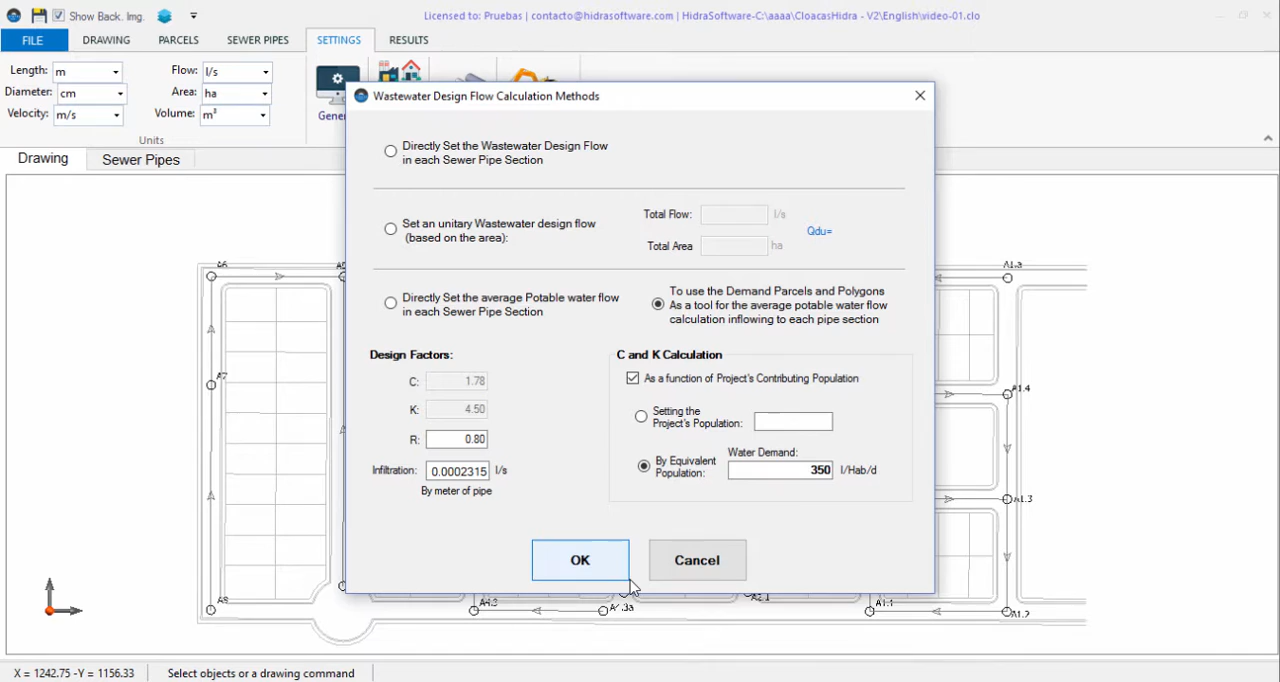 Show Back. Img.
Licensed to: Pruebas | contacto@hidrasoftware.com | HidraSoftware-C:\aaaa\CloacasHidra - V2\English\video-01.clo
FILE DRAWING PARCELS SEWER PIPES SETTINGS RESULTS
Length: m Flow: l/s
Diameter: cm Area: ha
Velocity: m/s Volume: m³
Units
Gener
Drawing Sewer Pipes
Wastewater Design Flow Calculation Methods
Directly Set the Wastewater Design Flow
in each Sewer Pipe Section
Set an unitary Wastewater design flow
(based on the area):
Total Flow: l/s
Total Area ha
Qdu=
Directly Set the average Potable water flow
in each Sewer Pipe Section
To use the Demand Parcels and Polygons
As a tool for the average potable water flow
calculation inflowing to each pipe section
Design Factors:
C: 1.78
K: 4.50
R: 0.80
Infiltration: 0.0002315 l/s
By meter of pipe
C and K Calculation
As a function of Project's Contributing Population
Setting the
Project's Population:
By Equivalent
Population:
Water Demand:
350 l/Hab/d
OK Cancel
A7
A8
A1.4
A1.3
A1.2
A1.1
X = 1242.75 -Y = 1156.33 Select objects or a drawing command